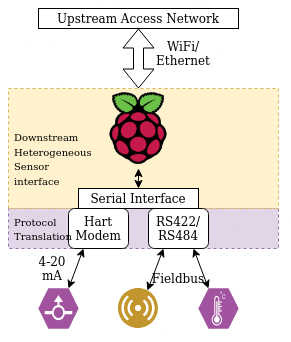 Upstream Access Network
WiFi/
Ethernet
Downstream
Heterogeneous
Sensor
interface
Serial Interface
Protocol
Translation
Hart
Modem
RS422/
RS484
4-20
mA
Fieldbus
°C